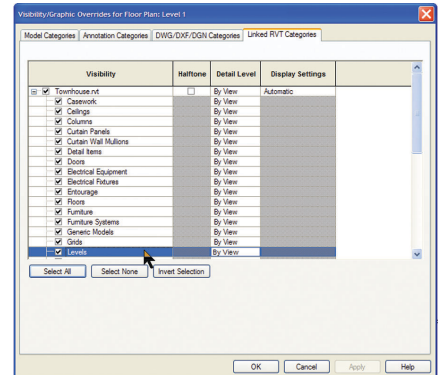 Visibility/Graphic Overrides for Floor Plan: Level 1
Model Categories Annotation Categories DWG/DXF/DGN Categories Linked RVT Categories
Visibility Halftone Detail Level Display Settings
Townhouse.rvt By View Automatic
Casework By View
Ceilings By View
Columns By View
Curtain Panels By View
Curtain Wall Mullions By View
Detail Items By View
Doors By View
Electrical Equipment By View
Electrical Fixtures By View
Entourage By View
Floors By View
Furniture By View
Furniture Systems By View
Generic Models By View
Grids By View
Levels By View
Select All Select None Invert Selection
OK Cancel Apply Help